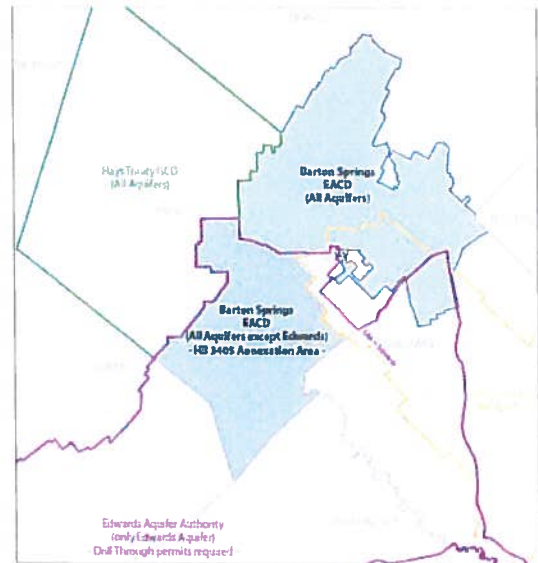 Hays Trinity GCD
(All Aquifers)
Barton Springs
EACD
(All Aquifers)
Barton Springs
EACD
(All Aquifers except Edwards)
- HB 3405 Annexation Area -
Edwards Aquifer Authority
(only Edwards Aquifer)
- Drill Through permits required -